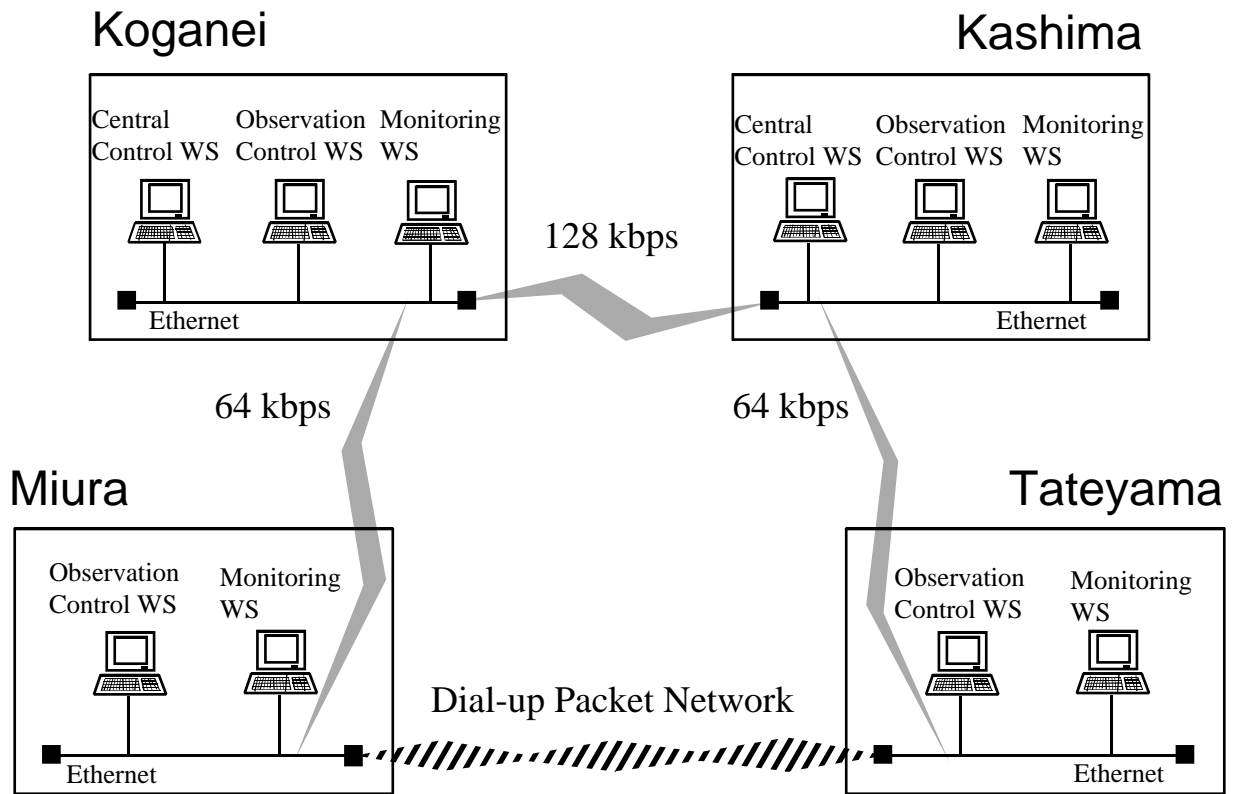 Koganei
Kashima
Central
Control WS
Observation
Control WS
Monitoring
WS
Ethernet
128 kbps
Central
Control WS
Observation
Control WS
Monitoring
WS
Ethernet
64 kbps
64 kbps
Miura
Tateyama
Observation
Control WS
Monitoring
WS
Ethernet
Dial-up Packet Network
Observation
Control WS
Monitoring
WS
Ethernet